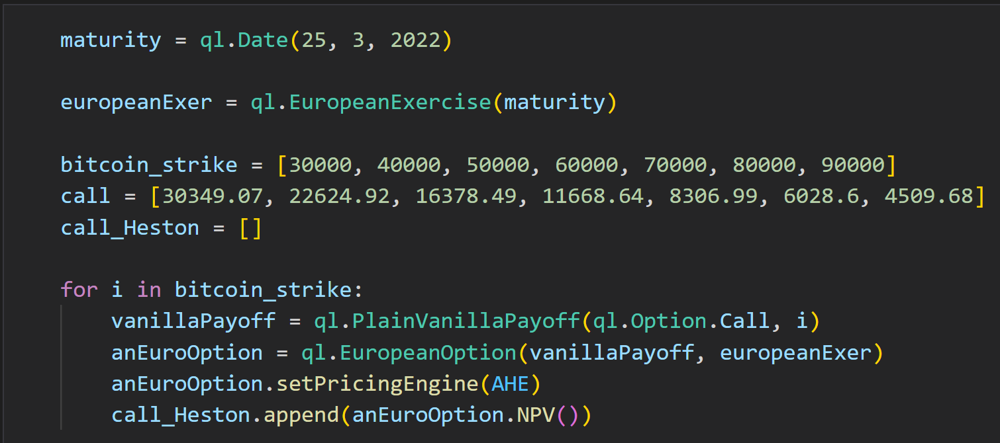 maturity = ql.Date(25, 3, 2022)
europeanExer = ql.EuropeanExercise(maturity)
bitcoin_strike = [30000, 40000, 50000, 60000, 70000, 80000, 90000]
call = [30349.07, 22624.92, 16378.49, 11668.64, 8306.99, 6028.6, 4509.68]
call_Heston = []
for i in bitcoin_strike:
    vanillaPayoff = ql.PlainVanillaPayoff(ql.Option.Call, i)
    anEuroOption = ql.EuropeanOption(vanillaPayoff, europeanExer)
    anEuroOption.setPricingEngine(AHE)
    call_Heston.append(anEuroOption.NPV())